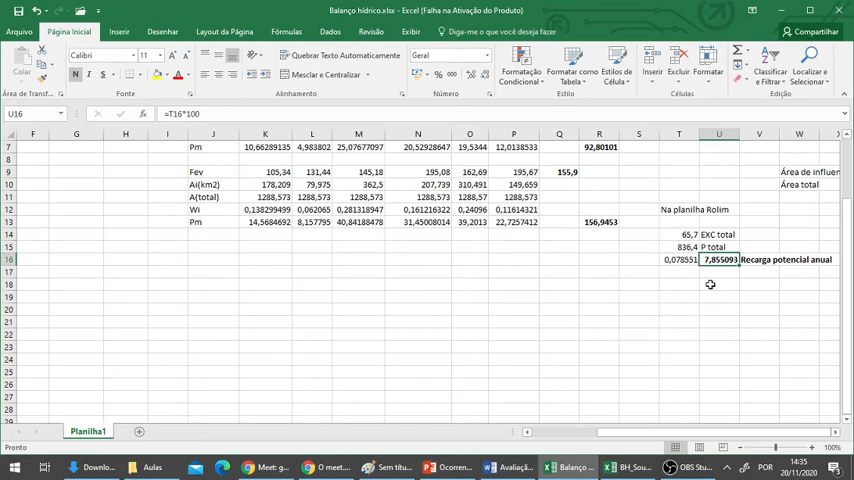 Balanço hídrico.xlsx - Excel (Falha na Ativação do Produto)
Arquivo Página Inicial Inserir Desenhar Layout da Página Fórmulas Dados Revisão Exibir Diga-me o que você deseja fazer Compartilhar
Calibri 11 Quebrar Texto Automaticamente Geral
Colar N I S Mesclar e Centralizar % 000 Formatação Condicional Formatar como Tabela Estilos de Célula Inserir Excluir Formatar Classificar e Filtrar Localizar e Selecionar
Área de Transf... Fonte Alinhamento Número Estilos Células Edição
U16 fx =T16*100
F G H I J K L M N O P Q R S T U V W X
7 Pm 10,66289135 4,983802 25,07677097 20,52928647 19,5344 12,0138533 92,80101
8
9 Fev 105,34 131,44 145,18 195,08 162,69 195,67 155,9 Área de influen
10 Ai(km2) 178,209 79,975 362,5 207,739 310,491 149,659 Área total
11 A(total) 1288,573 1288,573 1288,573 1288,573 1288,57 1288,573
12 Wi 0,138299499 0,062065 0,281318947 0,161216322 0,24096 0,11614321 Na planilha Rolim
13 Pm 14,5684692 8,157795 40,84188478 31,4500801 39,2013 22,7257412 156,9453
14 65,7 EXC total
15 836,4 P total
16 0,078551 7,855093 Recarga potencial anual
17
18
19
20
21
22
23
24
25
26
27
28
29
Planilha1
Pronto 100%
Downlo... Aulas Meet: g... O meet.... Sem títu... Ocorren... Avaliaçã... Balanço ... BH_Sou... OBS Stu... POR 14:35
20/11/2020 3